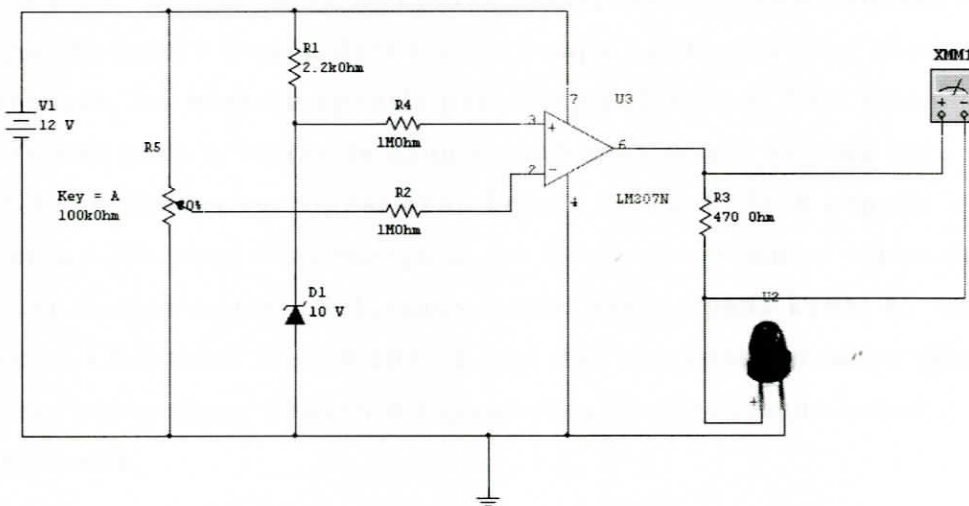 XMM1
R1
2.2kOhm
7
U3
V1
12 V
R4
3
+
+ -
R5
1MOhm
6
2
-
Key = A
100kOhm
R2
4
LM307N
R3
470 Ohm
1MOhm
D1
10 V
U2
+